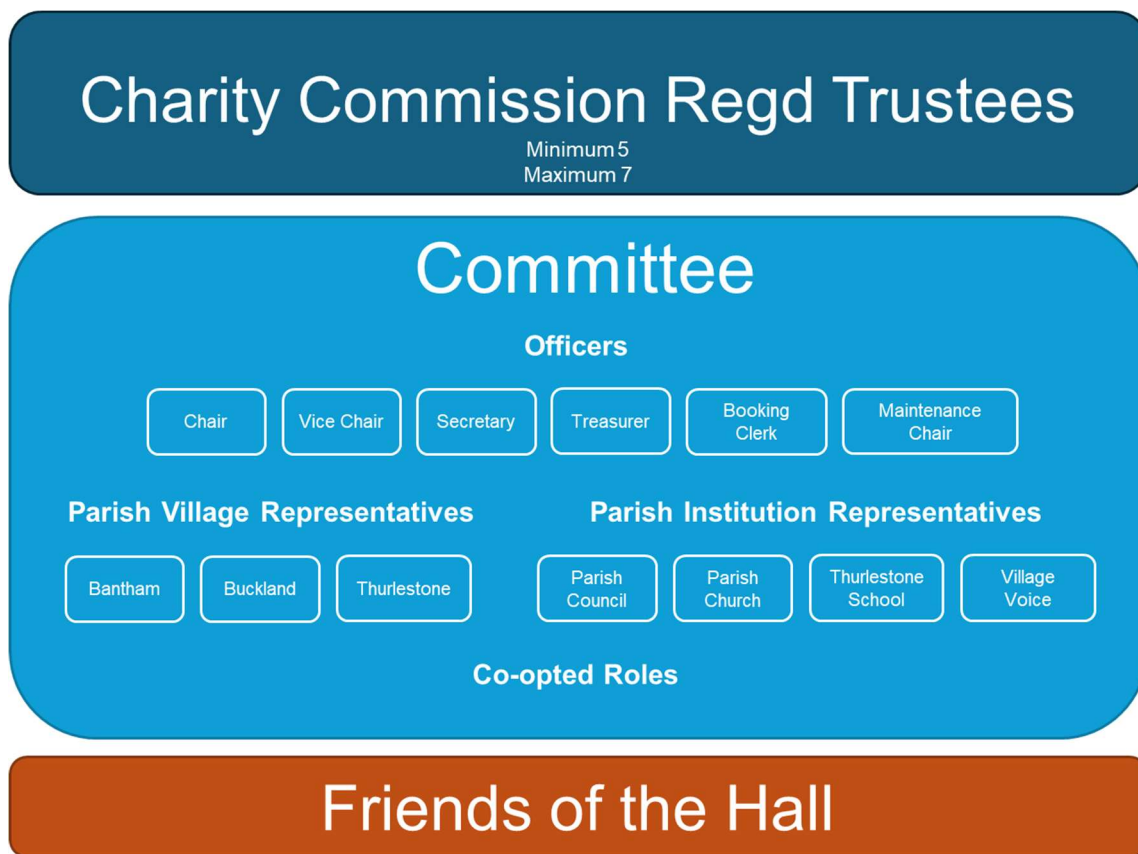 Charity Commission Regd Trustees
Minimum 5
Maximum 7
Committee
Officers
Chair
Vice Chair
Secretary
Treasurer
Booking
Clerk
Maintenance
Chair
Parish Village Representatives
Bantham
Buckland
Thurlestone
Parish Institution Representatives
Parish
Council
Parish
Church
Thurlestone
School
Village
Voice
Co-opted Roles
Friends of the Hall